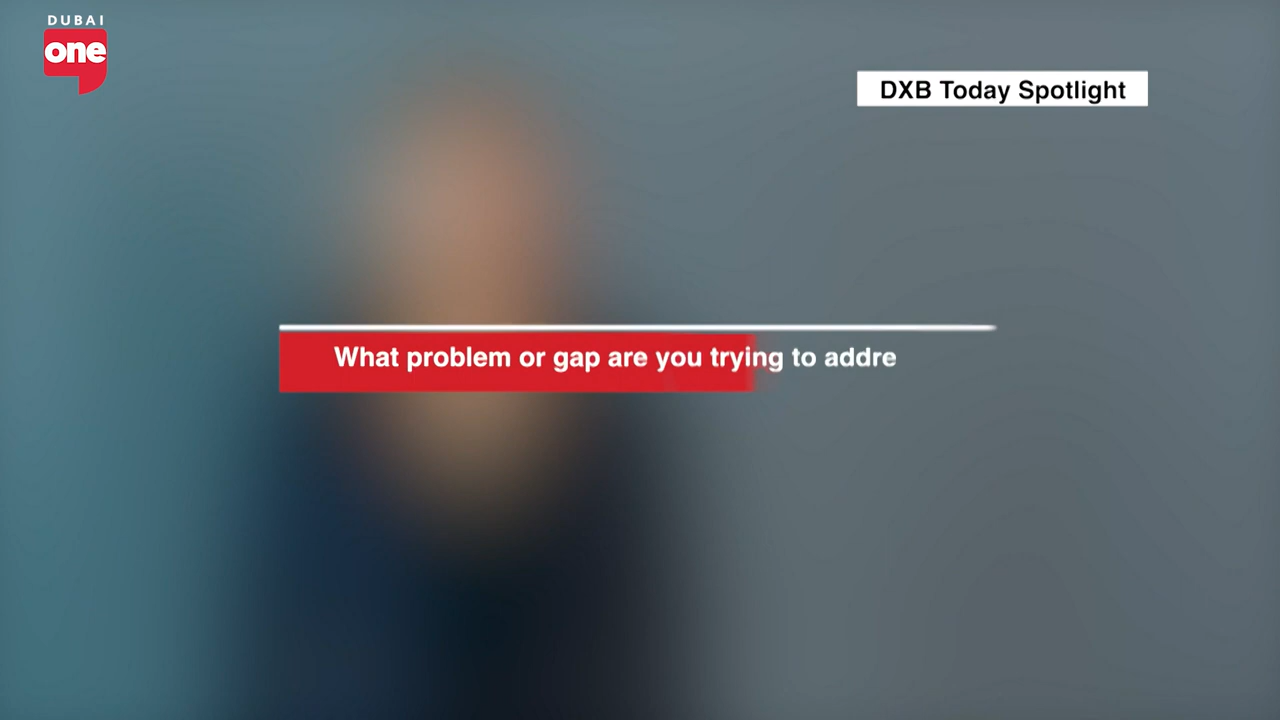 DUBAI
one
DXB Today Spotlight
What problem or gap are you trying to addre